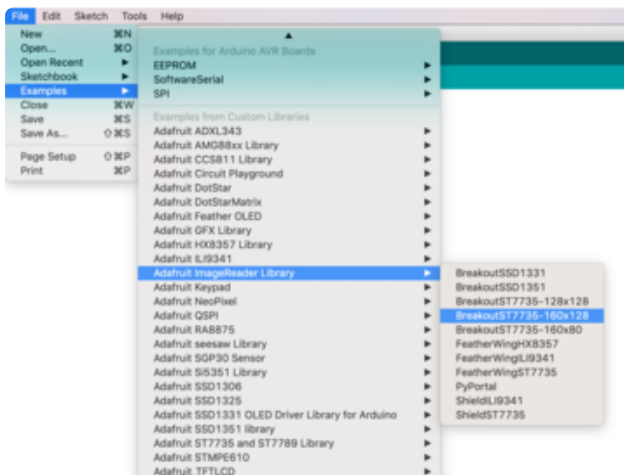 File Edit Sketch Tools Help
New ⌘N
Open... ⌘O
Open Recent ▶
Sketchbook ▶
Examples ▶
Close ⌘W
Save ⌘S
Save As... ⇧⌘S
Page Setup ⇧⌘P
Print ⌘P
▲
Examples for Arduino AVR Boards
EEPROM ▶
SoftwareSerial ▶
SPI ▶
Examples from Custom Libraries
Adafruit ADXL343 ▶
Adafruit AMG88xx Library ▶
Adafruit CCS811 Library ▶
Adafruit Circuit Playground ▶
Adafruit DotStar ▶
Adafruit DotStarMatrix ▶
Adafruit Feather OLED ▶
Adafruit GFX Library ▶
Adafruit HX8357 Library ▶
Adafruit ILI9341 ▶
Adafruit ImageReader Library ▶
Adafruit Keypad ▶
Adafruit NeoPixel ▶
Adafruit QSPI ▶
Adafruit RA8875 ▶
Adafruit seesaw Library ▶
Adafruit SGP30 Sensor ▶
Adafruit Si5351 Library ▶
Adafruit SSD1306 ▶
Adafruit SSD1325 ▶
Adafruit SSD1331 OLED Driver Library for Arduino ▶
Adafruit SSD1351 library ▶
Adafruit ST7735 and ST7789 Library ▶
Adafruit STMPE610 ▶
Adafruit TFTLCD ▶
BreakoutSSD1331
BreakoutSSD1351
BreakoutST7735-128x128
BreakoutST7735-160x128
BreakoutST7735-160x80
FeatherWingHX8357
FeatherWingILI9341
FeatherWingST7735
PyPortal
ShieldILI9341
ShieldST7735